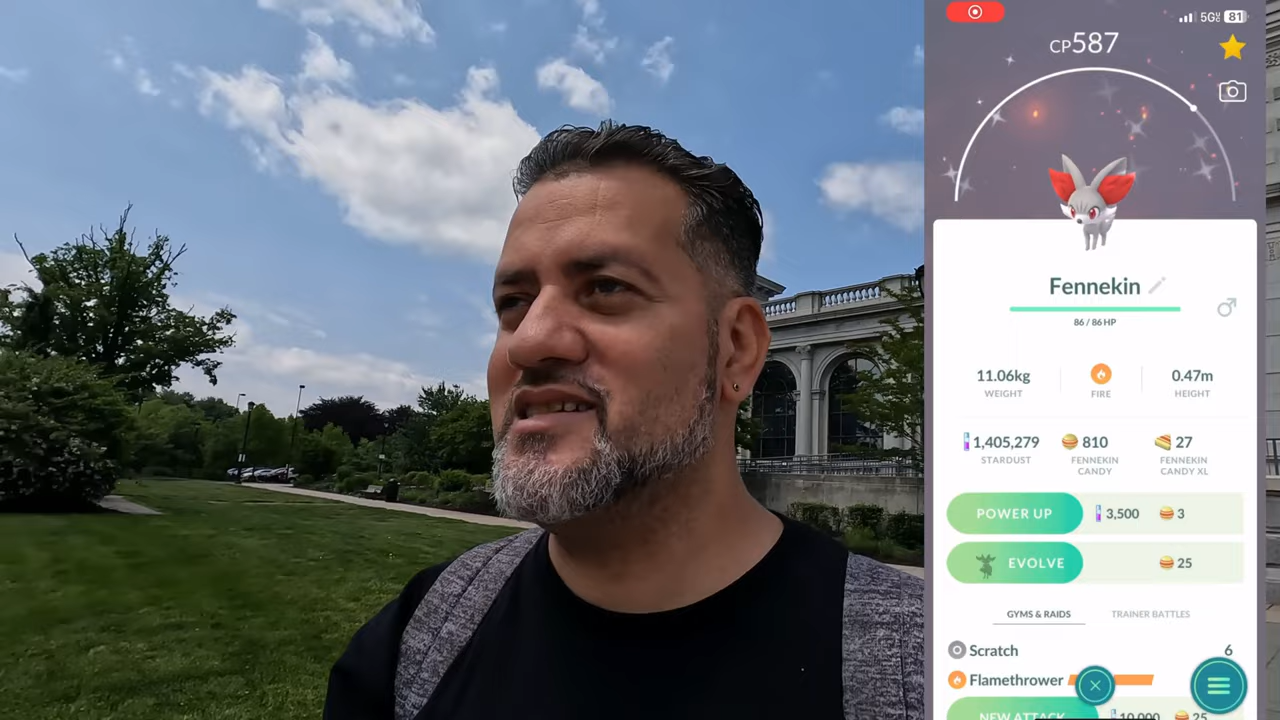 5G 81
CP587
Fennekin
86 / 86 HP
11.06kg
WEIGHT
FIRE
0.47m
HEIGHT
1,405,279
STARDUST
810
FENNEKIN
CANDY
27
FENNEKIN
CANDY XL
POWER UP 3,500 3
EVOLVE 25
GYMS & RAIDS TRAINER BATTLES
Scratch 6
Flamethrower
NEW ATTACK 10,000 25